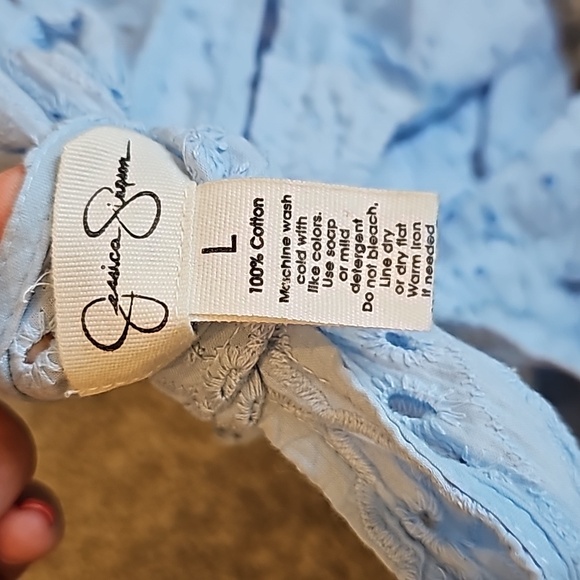 Jessica Simpson
L
100% Cotton
Machine wash
cold with
like colors.
Use soap
or mild
detergent
Do not bleach,
Line dry
or dry flat
Warm Iron
If needed